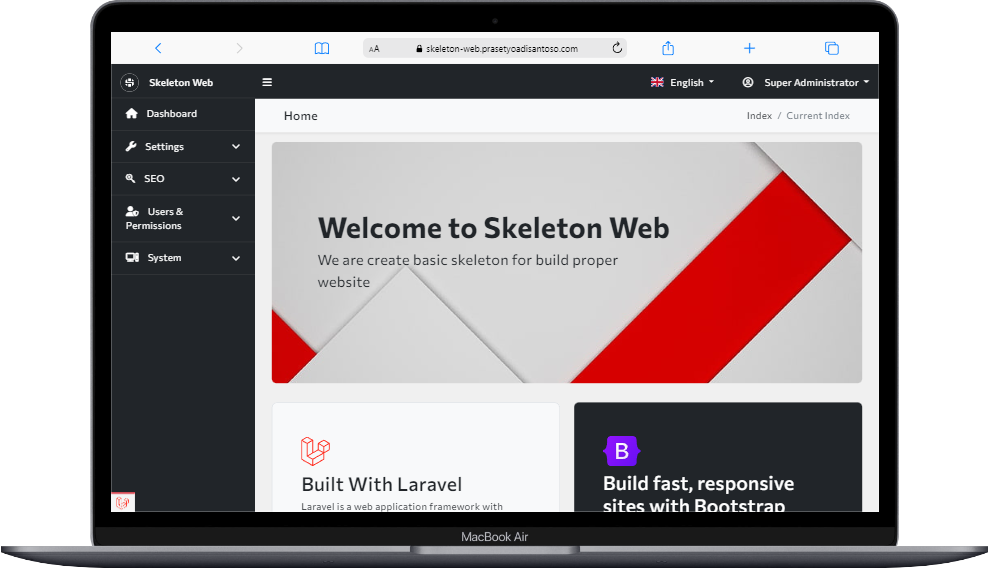 AA skeleton-web.prasetyoadisantoso.com
Skeleton Web
English
Super Administrator
Dashboard
Settings
SEO
Users &
Permissions
System
Home
Index / Current Index
Welcome to Skeleton Web
We are create basic skeleton for build proper
website
Built With Laravel
Laravel is a web application framework with
B
Build fast, responsive
sites with Bootstrap
MacBook Air